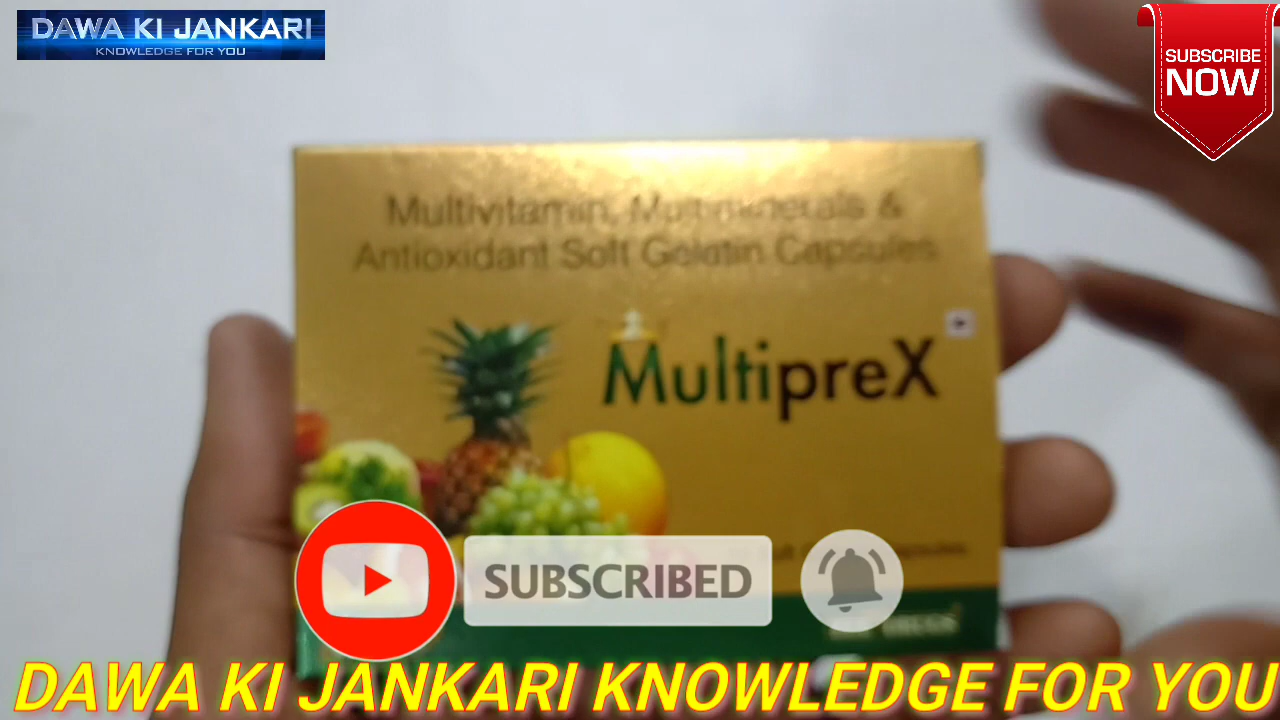 DAWA KI JANKARI
KNOWLEDGE FOR YOU
SUBSCRIBE
NOW
Multivitamin, Multiminerals &
Antioxidant Soft Gelatin Capsules
MultipreX
Capsules
SUBSCRIBED
DAWA KI JANKARI KNOWLEDGE FOR YOU